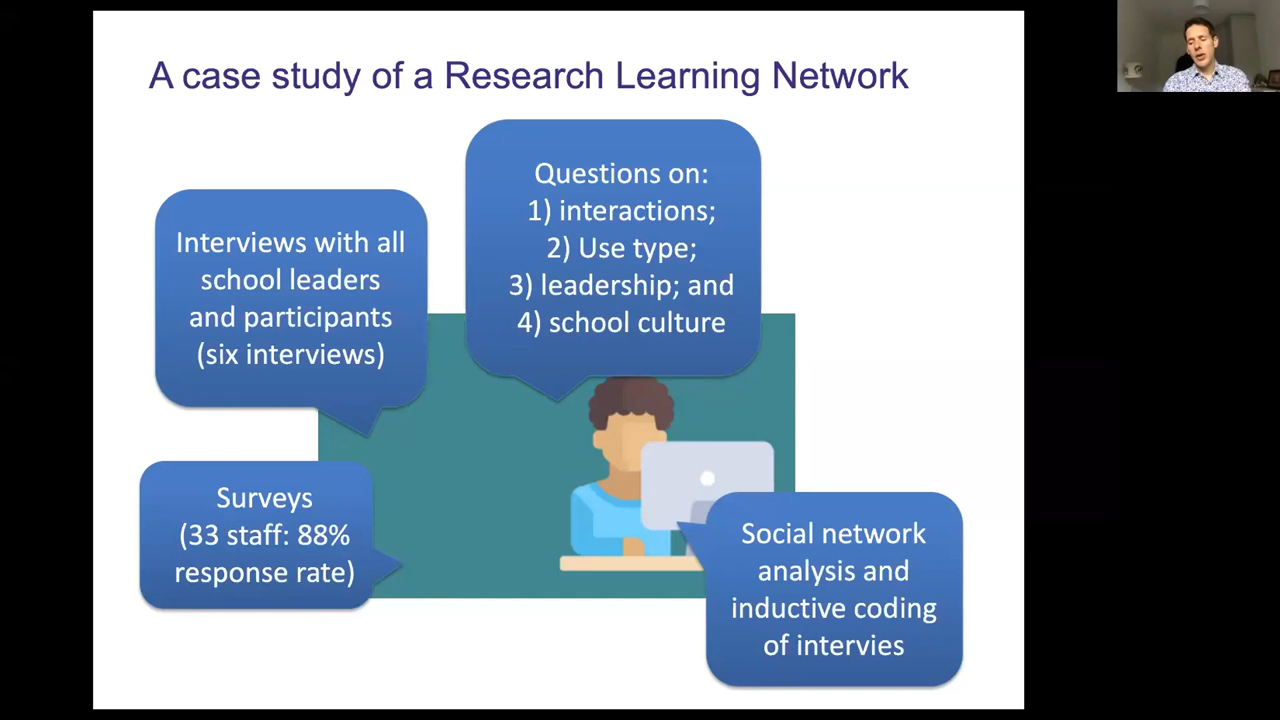 A case study of a Research Learning Network
Questions on:
1) interactions;
2) Use type;
3) leadership; and
4) school culture
Interviews with all
school leaders
and participants
(six interviews)
Surveys
(33 staff: 88%
response rate)
Social network
analysis and
inductive coding
of intervies